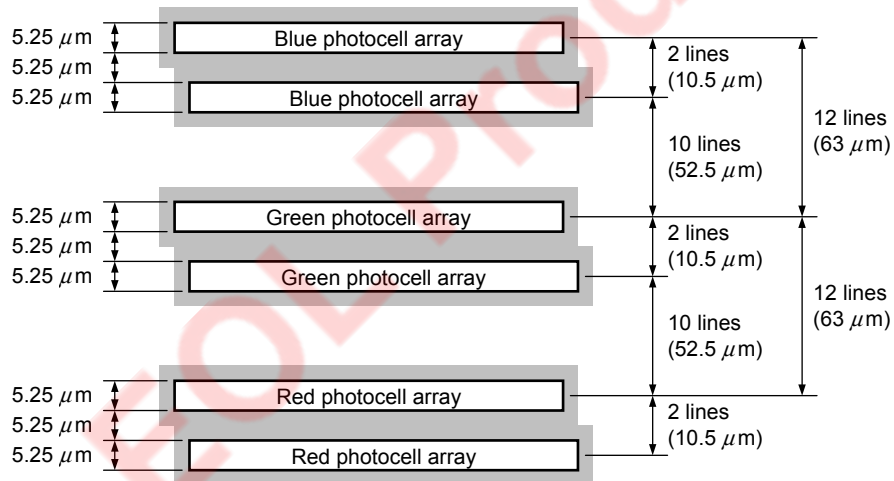 5.25 μm
Blue photocell array
2 lines
(10.5 μm)
5.25 μm
5.25 μm
Blue photocell array
12 lines
(63 μm)
10 lines
(52.5 μm)
5.25 μm
Green photocell array
5.25 μm
2 lines
(10.5 μm)
5.25 μm
Green photocell array
12 lines
(63 μm)
10 lines
(52.5 μm)
5.25 μm
Red photocell array
5.25 μm
2 lines
(10.5 μm)
5.25 μm
Red photocell array
EOL Prod